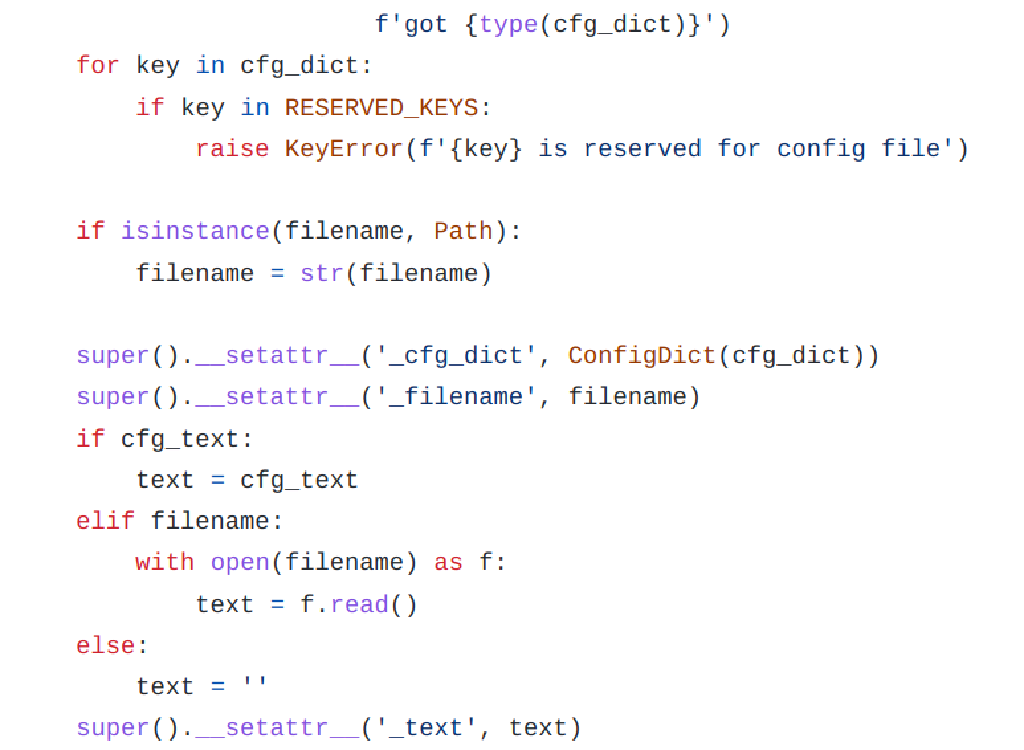 f'got {type(cfg_dict)}')
for key in cfg_dict:
if key in RESERVED_KEYS:
raise KeyError(f'{key} is reserved for config file')
if isinstance(filename, Path):
filename = str(filename)
super().__setattr__('_cfg_dict', ConfigDict(cfg_dict))
super().__setattr__('_filename', filename)
if cfg_text:
text = cfg_text
elif filename:
with open(filename) as f:
text = f.read()
else:
text = ''
super().__setattr__('_text', text)